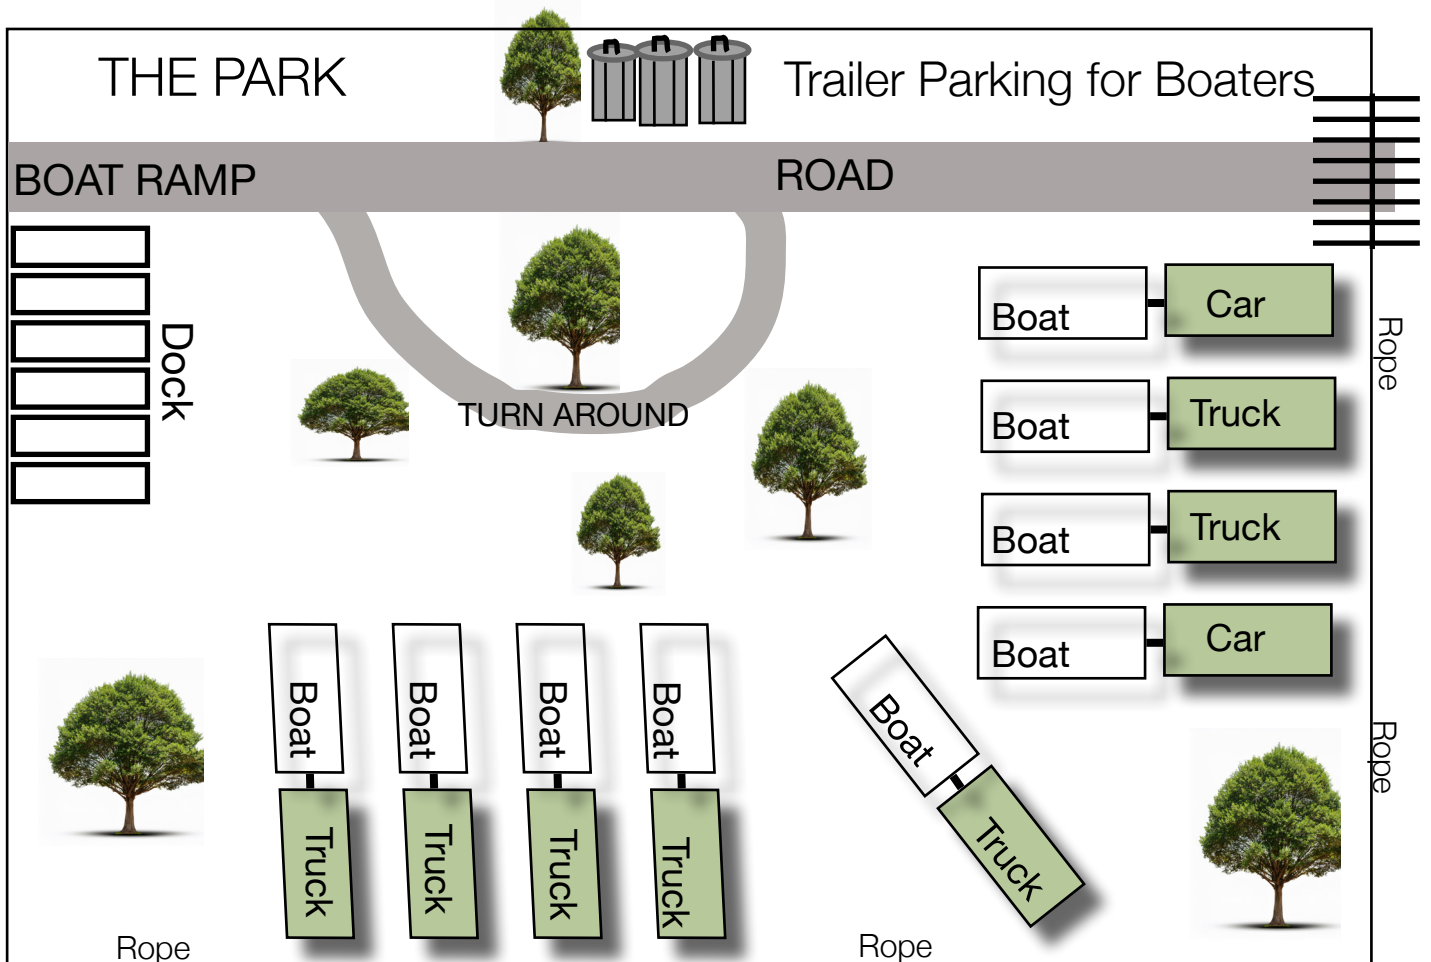 THE PARK
Trailer Parking for Boaters
BOAT RAMP
ROAD
Dock
TURN AROUND
Boat
Car
Rope
Boat
Truck
Boat
Truck
Boat
Car
Rope
Boat
Boat
Boat
Boat
Boat
Truck
Truck
Truck
Truck
Truck
Rope
Rope